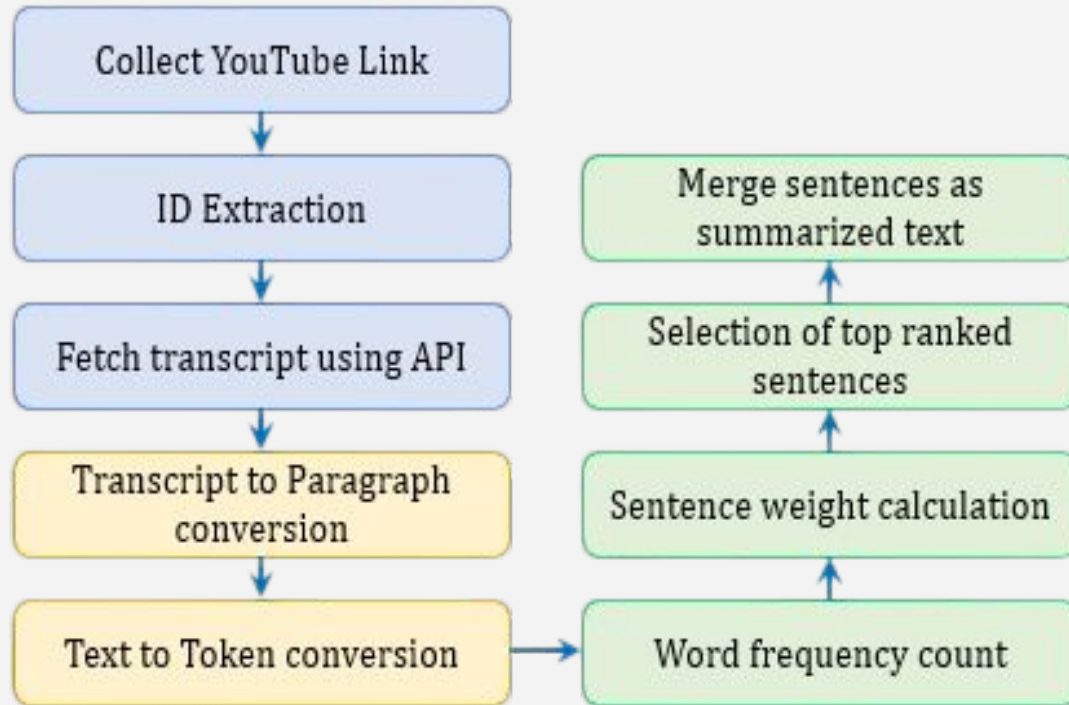 Collect YouTube Link
ID Extraction
Fetch transcript using API
Transcript to Paragraph
conversion
Text to Token conversion
Word frequency count
Sentence weight calculation
Selection of top ranked
sentences
Merge sentences as
summarized text